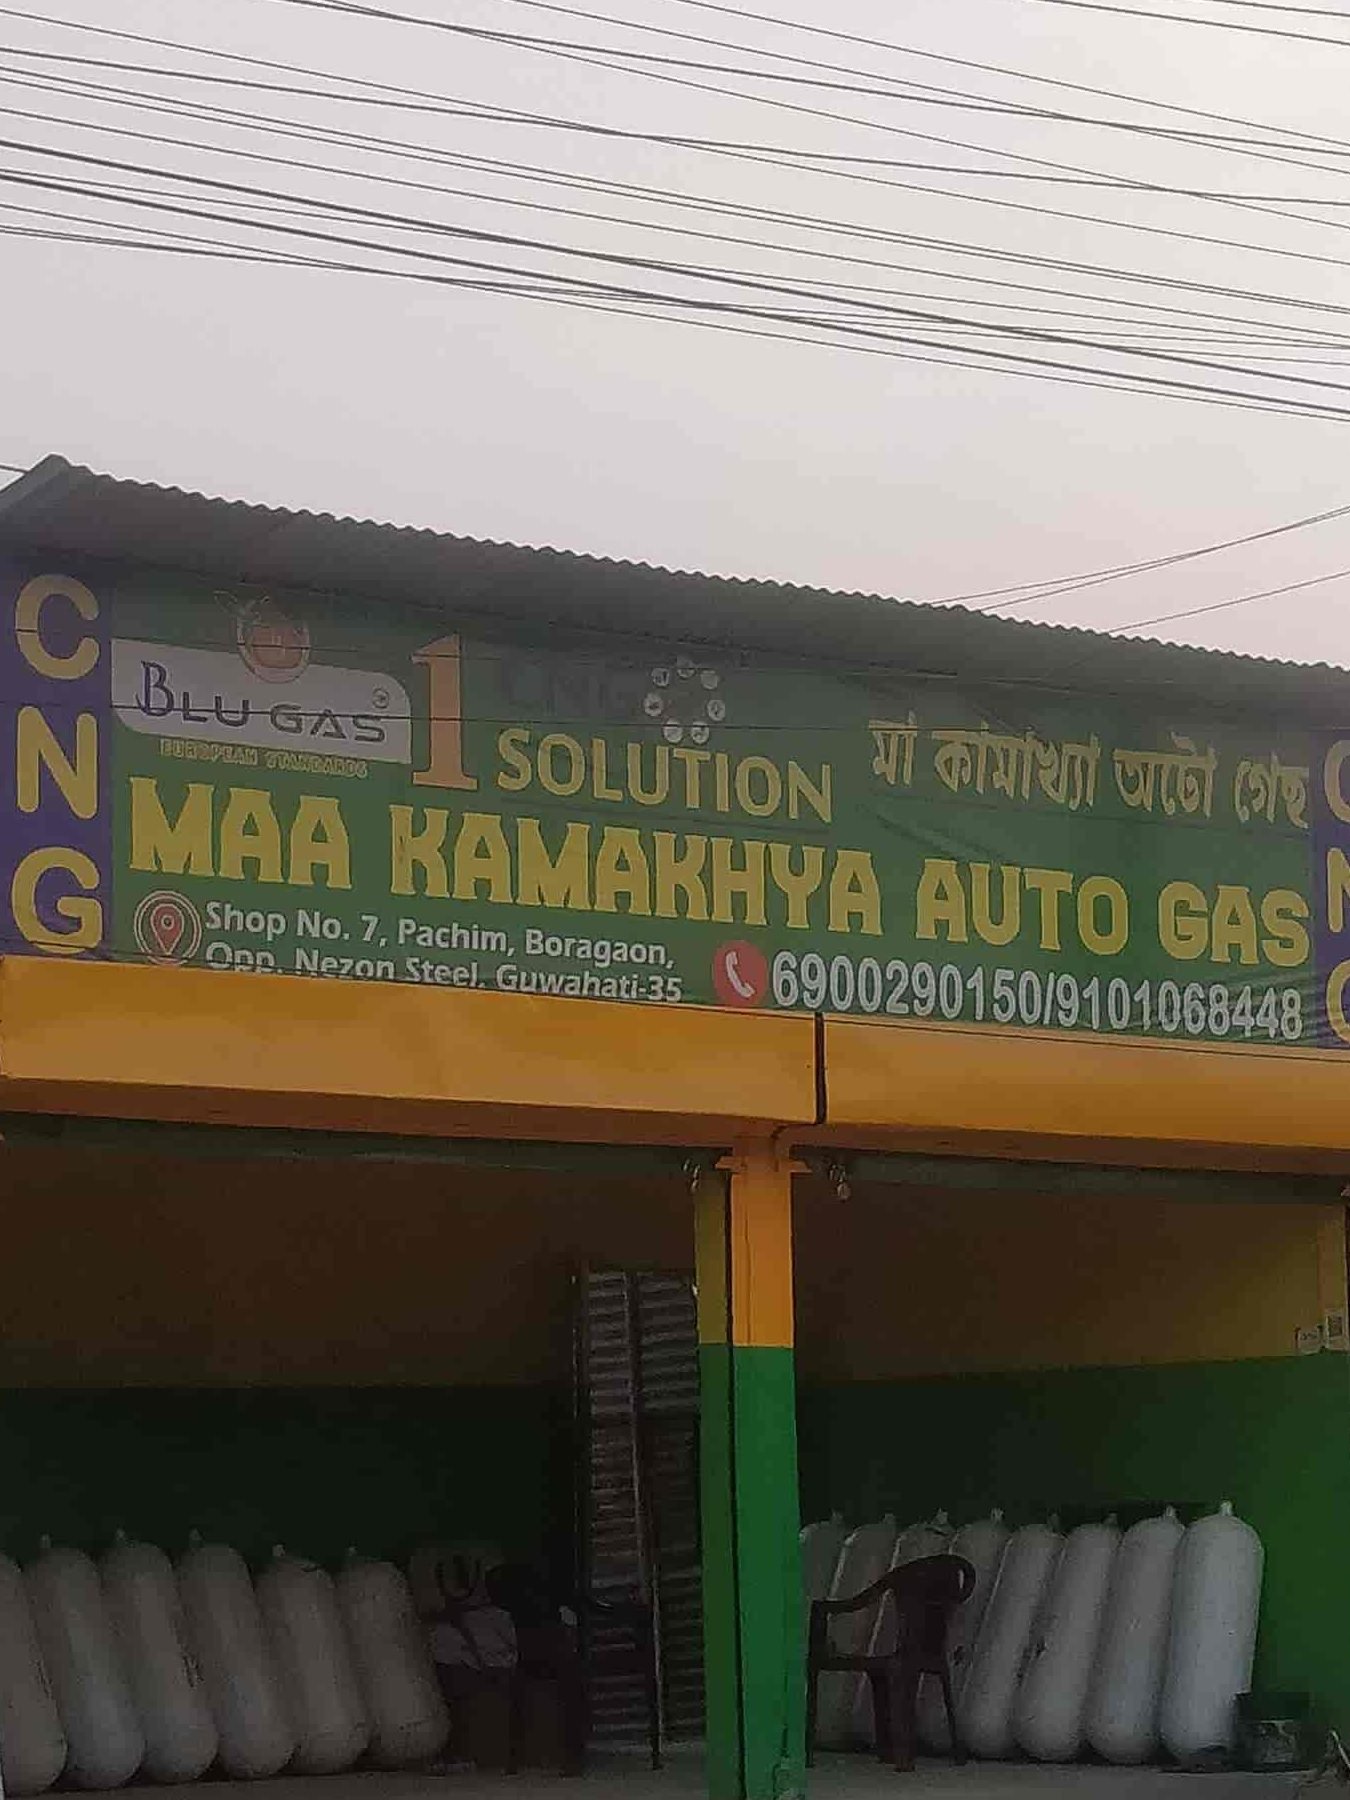 CNG
BLU GAS
EUROPEAN STANDARDS
1
SOLUTION
মা কামাখ্যা অটো গেছ
MAA KAMAKHYA AUTO GAS
Shop No. 7, Pachim, Boragaon,
Opp. Nezon Steel, Guwahati-35
6900290150/9101068448